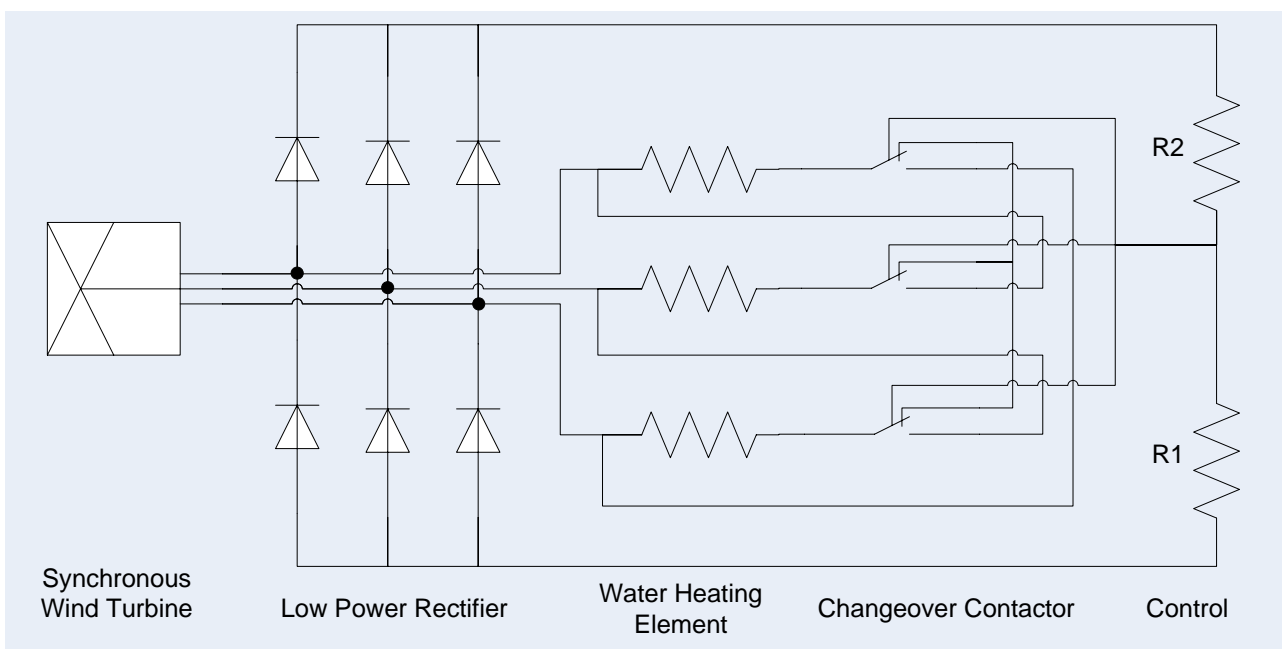 R2
R1
Synchronous
Wind Turbine
Low Power Rectifier
Water Heating
Element
Changeover Contactor
Control